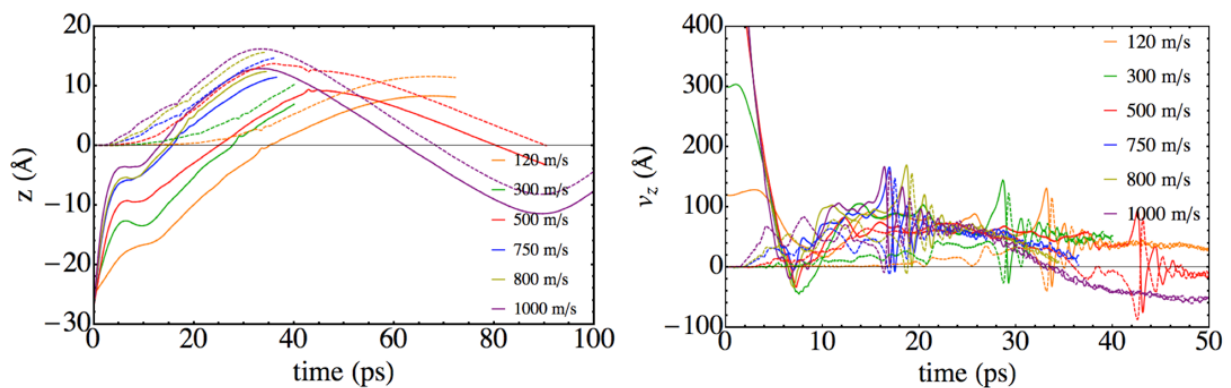 20
10
0
−10
−20
−30
z (Å)
120 m/s
300 m/s
500 m/s
750 m/s
800 m/s
1000 m/s
0 20 40 60 80 100
time (ps)
400
300
200
100
0
−100
v_z
120 m/s
300 m/s
500 m/s
750 m/s
800 m/s
1000 m/s
0 10 20 30 40 50
time (ps)